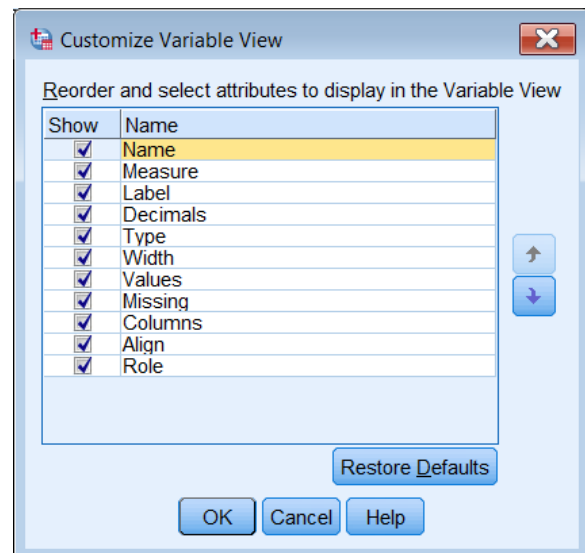 Customize Variable View
Reorder and select attributes to display in the Variable View
Show Name
Name
Measure
Label
Decimals
Type
Width
Values
Missing
Columns
Align
Role
Restore Defaults
OK Cancel Help